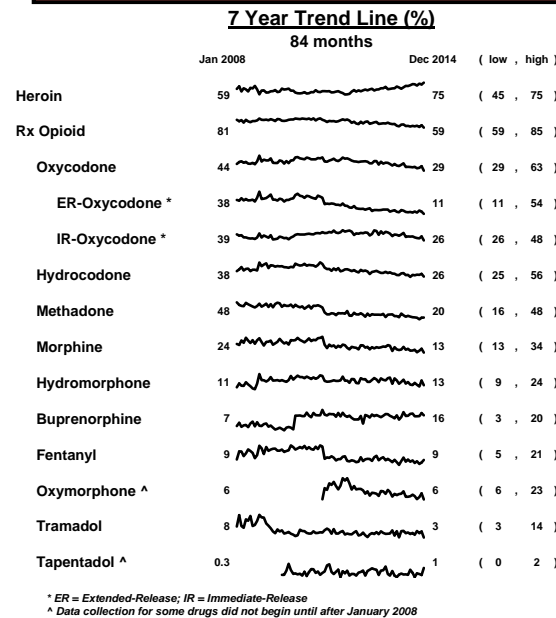 7 Year Trend Line (%)
84 months
Jan 2008 Dec 2014 ( low , high )
Heroin 59 75 ( 45 , 75 )
Rx Opioid 81 59 ( 59 , 85 )
Oxycodone 44 29 ( 29 , 63 )
ER-Oxycodone * 38 11 ( 11 , 54 )
IR-Oxycodone * 39 26 ( 26 , 48 )
Hydrocodone 38 26 ( 25 , 56 )
Methadone 48 20 ( 16 , 48 )
Morphine 24 13 ( 13 , 34 )
Hydromorphone 11 13 ( 9 , 24 )
Buprenorphine 7 16 ( 3 , 20 )
Fentanyl 9 9 ( 5 , 21 )
Oxymorphone ^ 6 6 ( 6 , 23 )
Tramadol 8 3 ( 3 14 )
Tapentadol ^ 0.3 1 ( 0 2 )
* ER = Extended-Release; IR = Immediate-Release
^ Data collection for some drugs did not begin until after January 2008